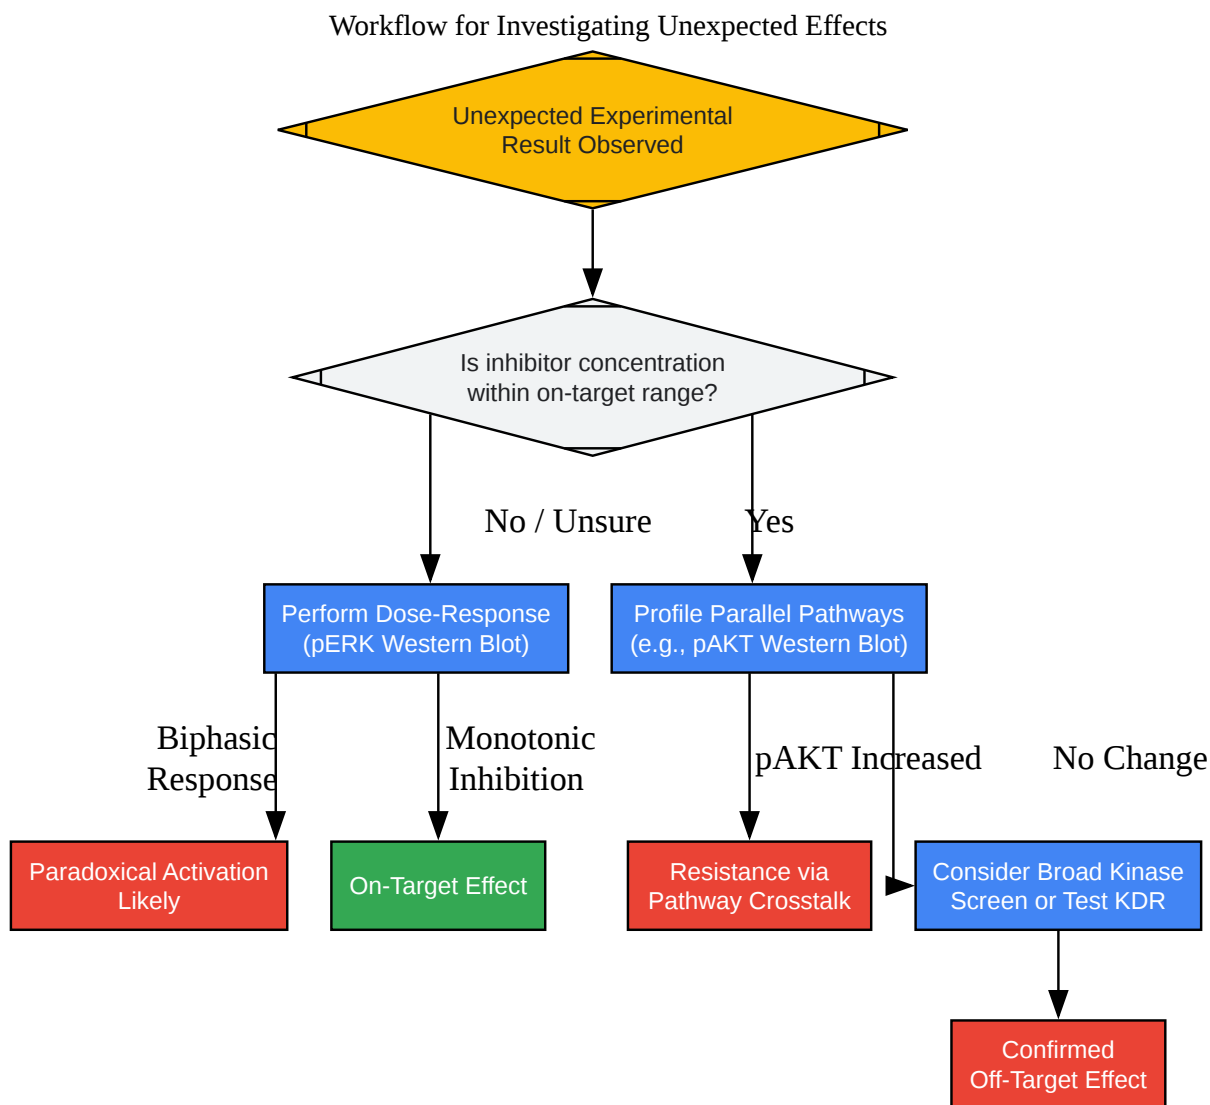 Workflow for Investigating Unexpected Effects
Unexpected Experimental
Result Observed
Is inhibitor concentration
within on-target range?
No / Unsure
Yes
Perform Dose-Response
(pERK Western Blot)
Profile Parallel Pathways
(e.g., pAKT Western Blot)
Biphasic
Response
Monotonic
Inhibition
pAKT Increased
No Change
Paradoxical Activation
Likely
On-Target Effect
Resistance via
Pathway Crosstalk
Consider Broad Kinase
Screen or Test KDR
Confirmed
Off-Target Effect